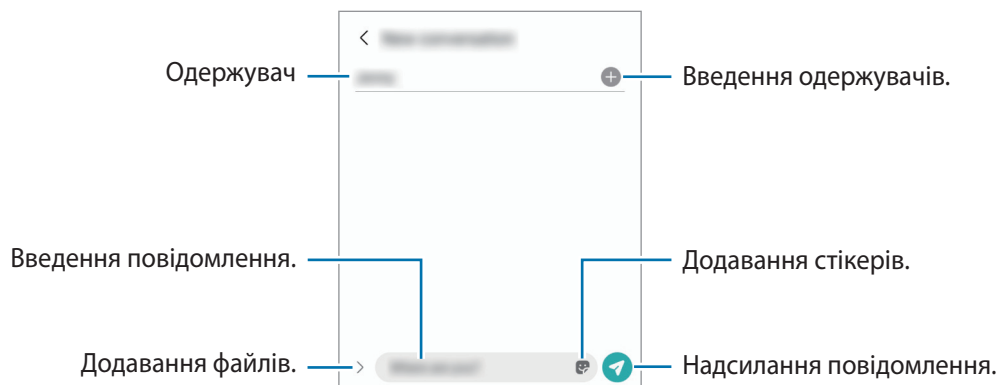 Одержувач
Введення одержувачів.
Введення повідомлення.
Додавання стікерів.
Додавання файлів.
Надсилання повідомлення.